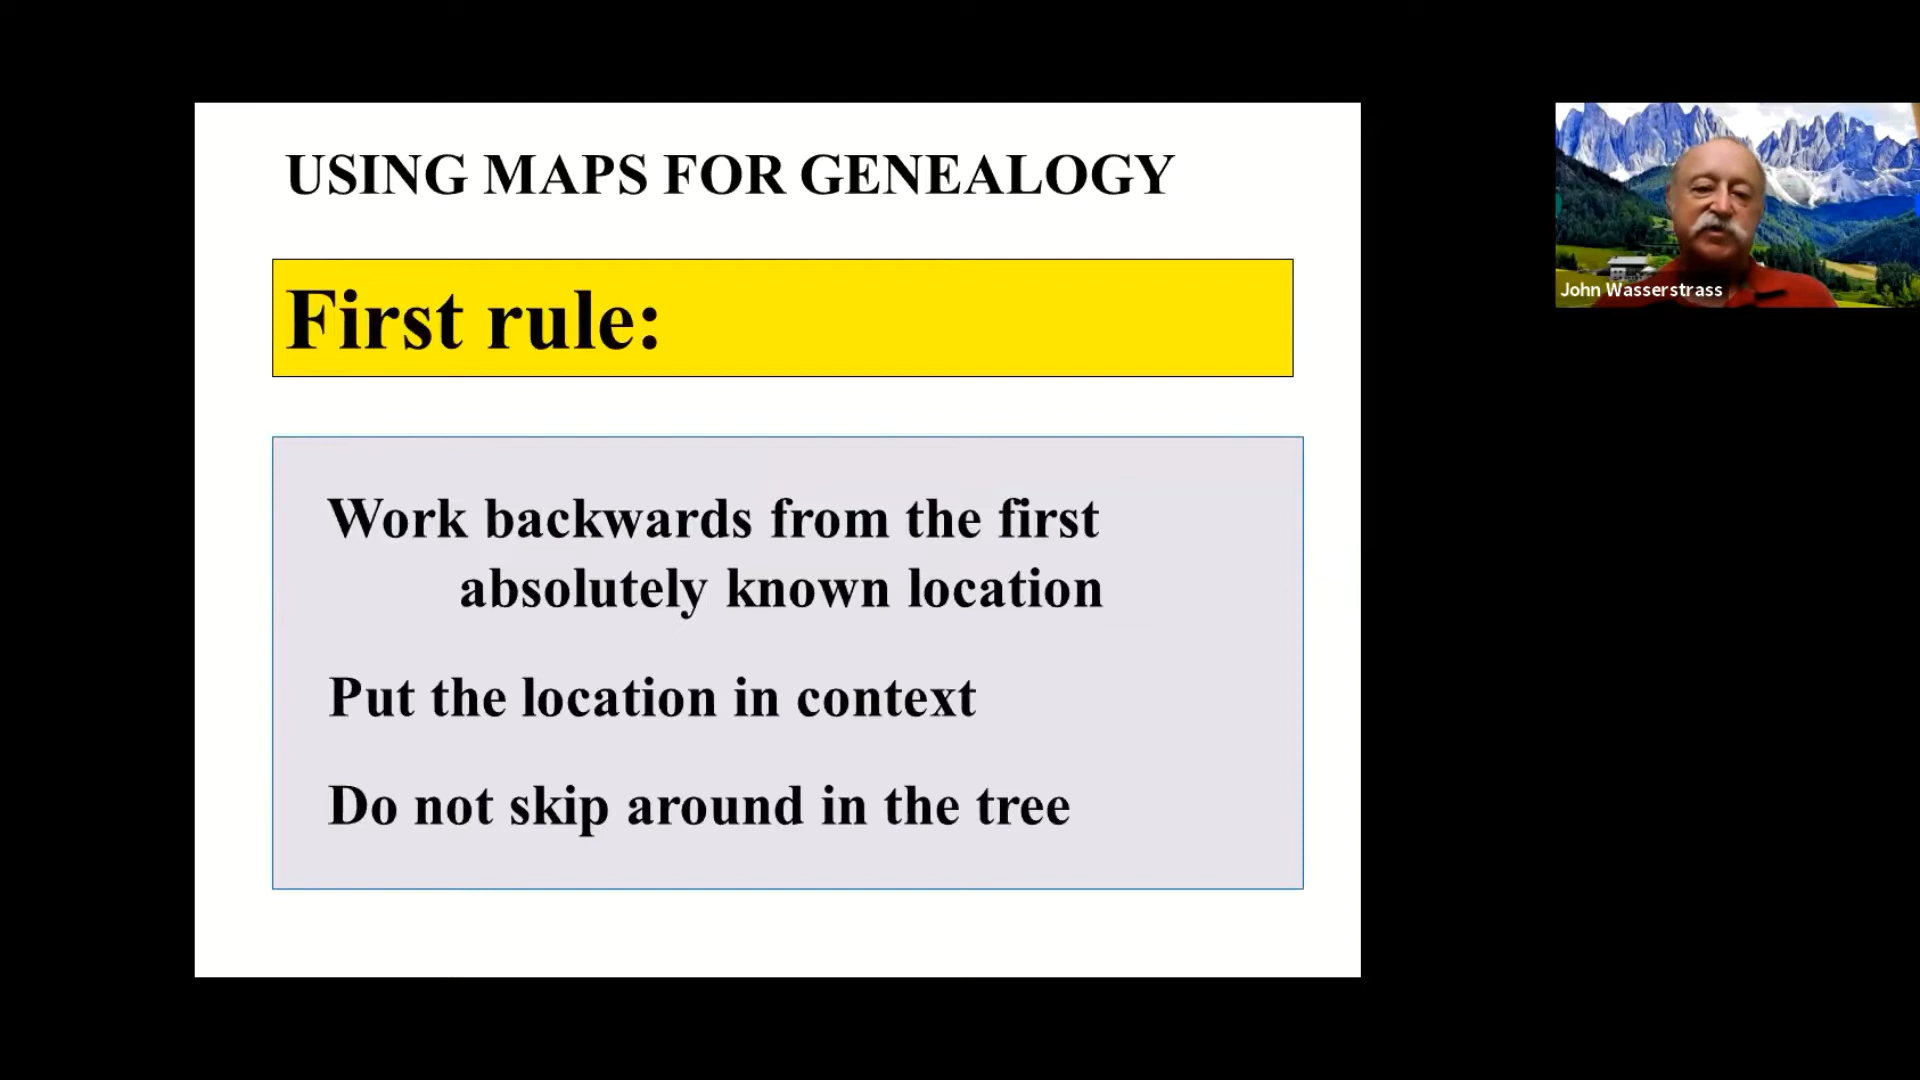 USING MAPS FOR GENEALOGY
First rule:
Work backwards from the first
absolutely known location
Put the location in context
Do not skip around in the tree
John Wasserstrass